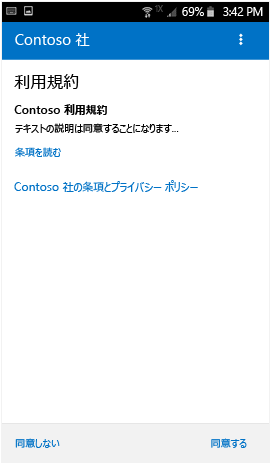 1X 69% 3:42 PM
Contoso 社
利用規約
Contoso 利用規約
テキストの説明は同意することになります...
条項を読む
Contoso 社の条項とプライバシー ポリシー
同意しない 同意する